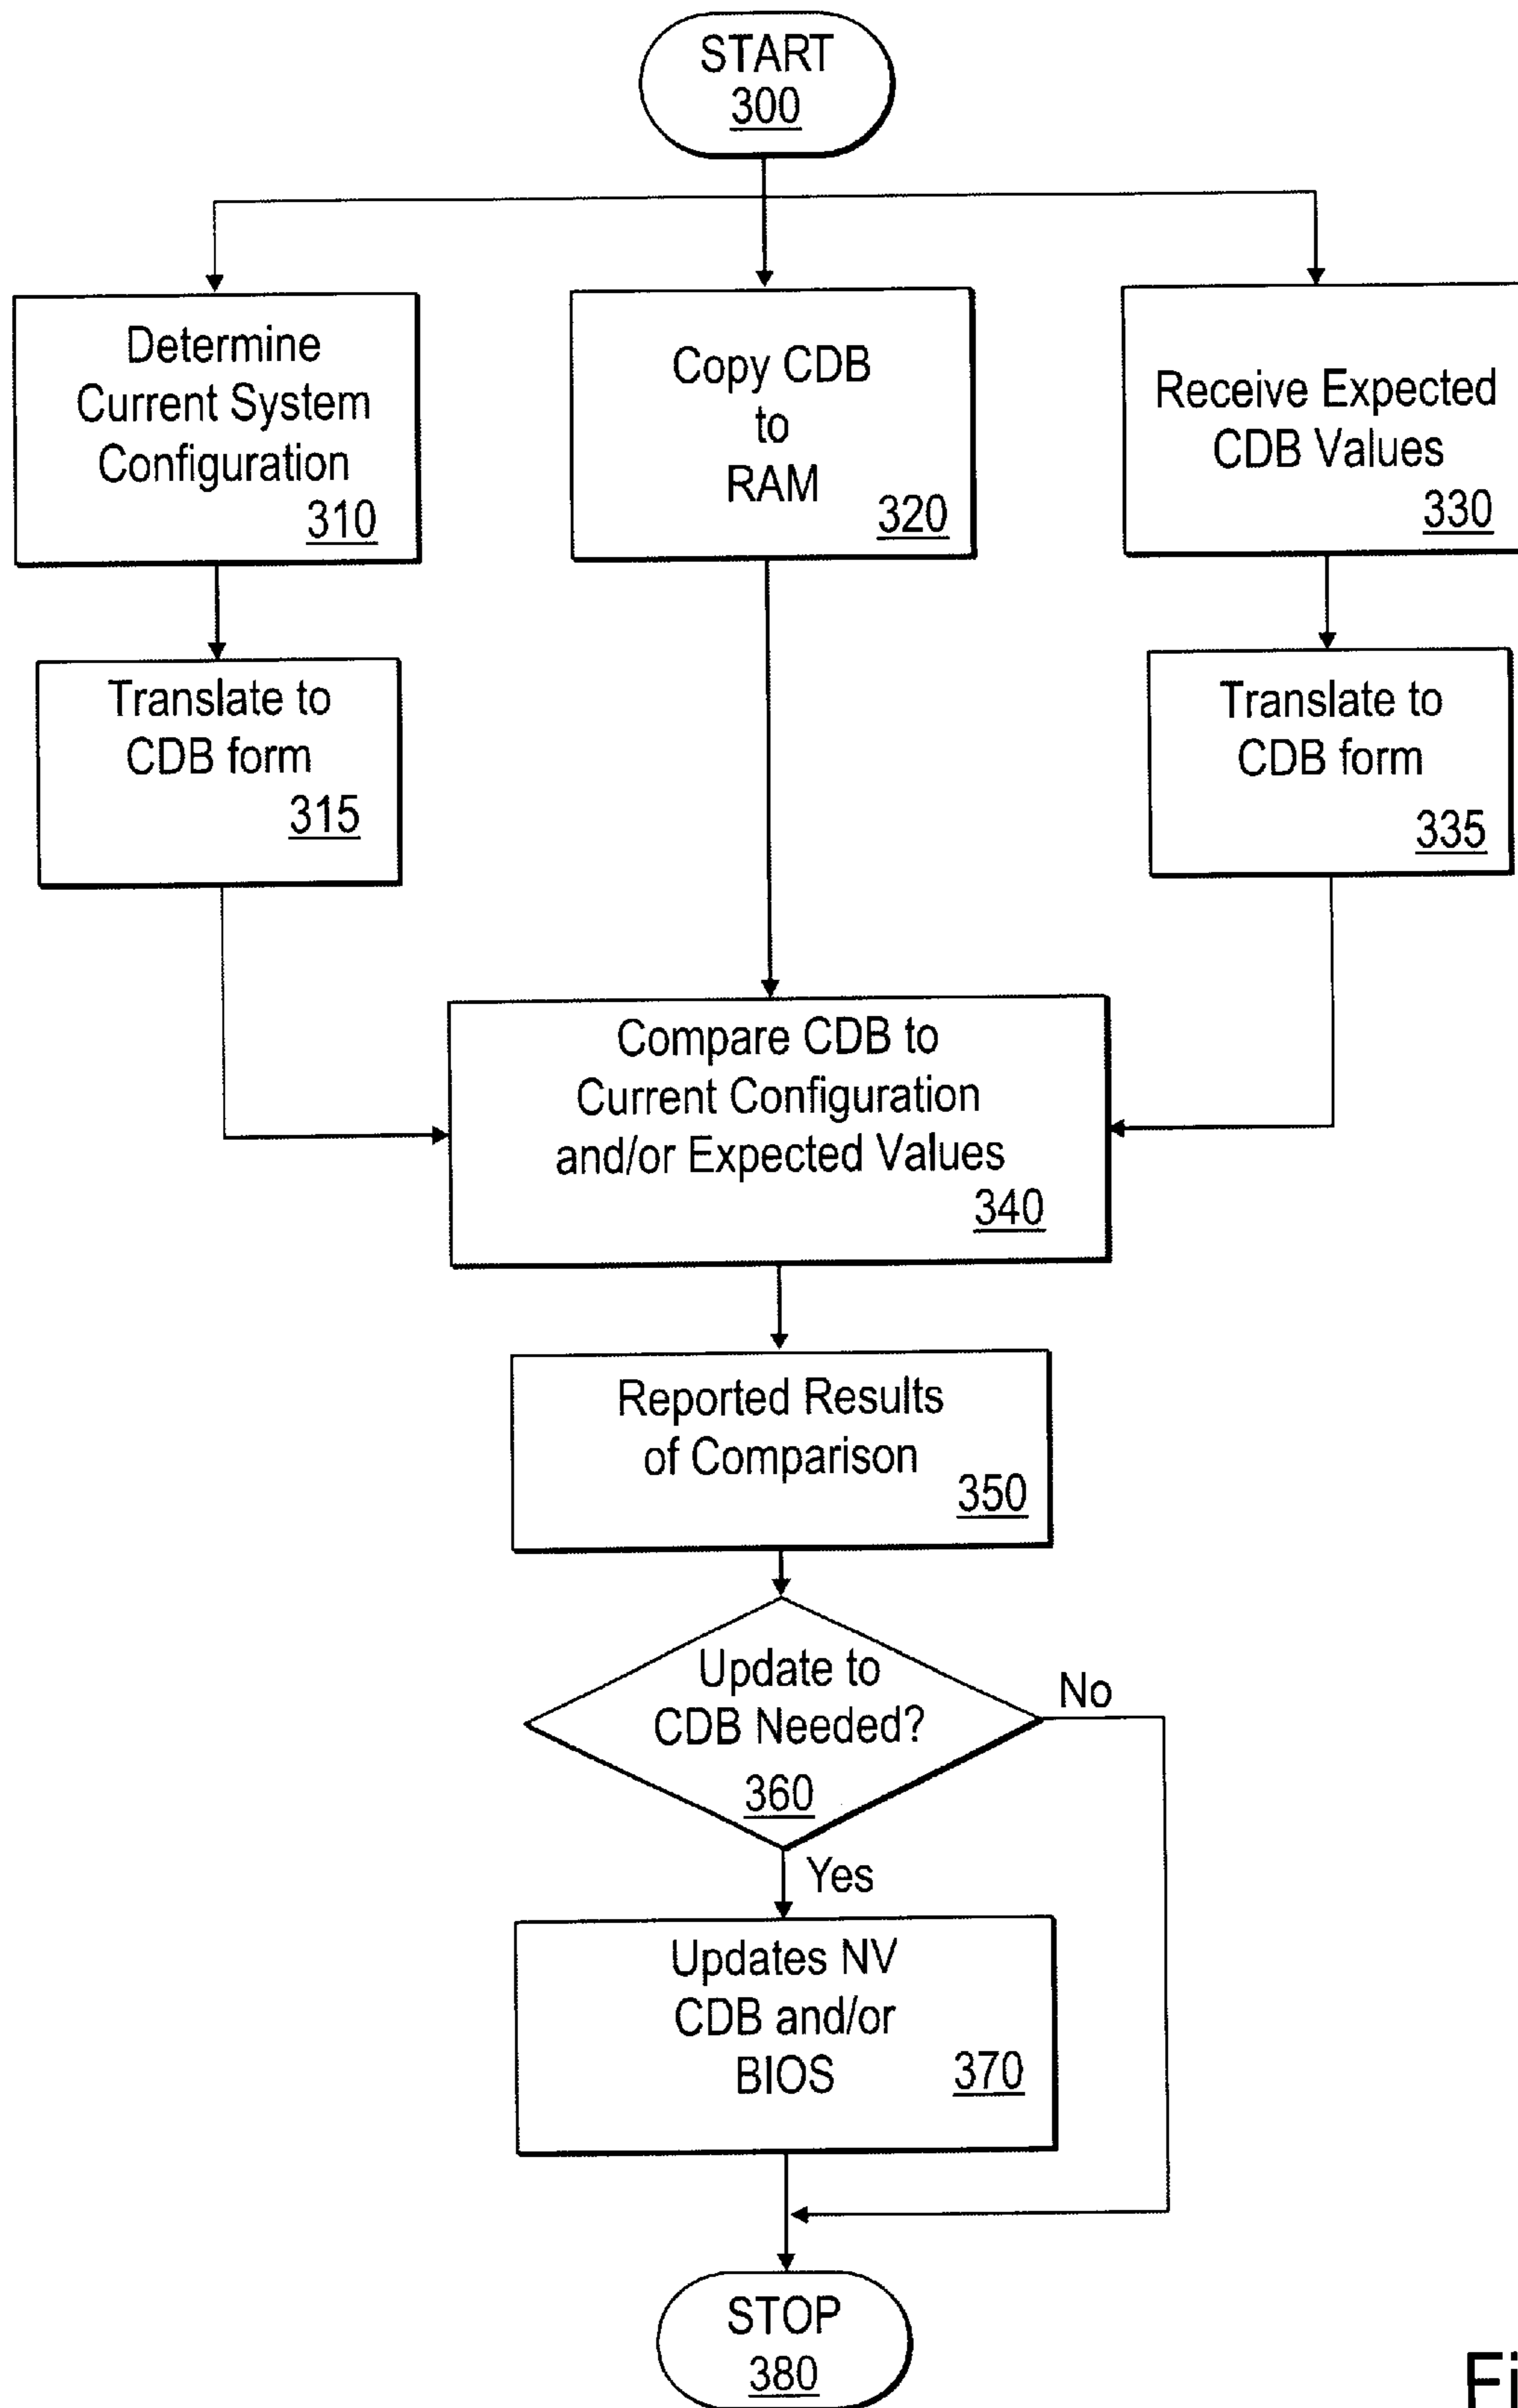 START
300
Determine
Current System
Configuration
310
Copy CDB
to
RAM
320
Receive Expected
CDB Values
330
Translate to
CDB form
315
Translate to
CDB form
335
Compare CDB to
Current Configuration
and/or Expected Values
340
Reported Results
of Comparison
350
Update to
CDB Needed?
360
No
Yes
Updates NV
CDB and/or
BIOS
370
STOP
380